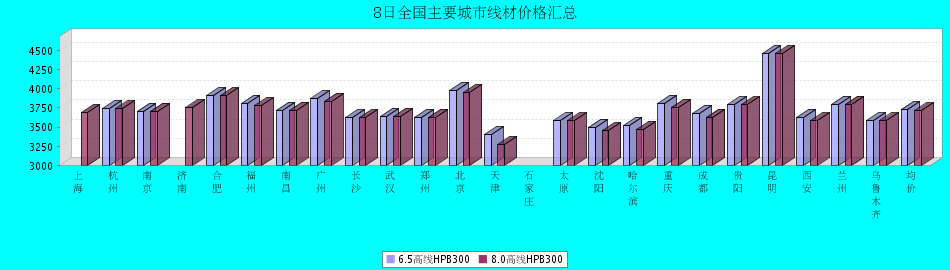 8日全国主要城市线材价格汇总
4500
4250
4000
3750
3500
3250
3000
上海
杭州
南京
济南
合肥
福州
南昌
广州
长沙
武汉
郑州
北京
天津
石家庄
太原
沈阳
哈尔滨
重庆
成都
贵阳
昆明
西安
兰州
乌鲁木齐
均价
6.5高线HPB300
8.0高线HPB300